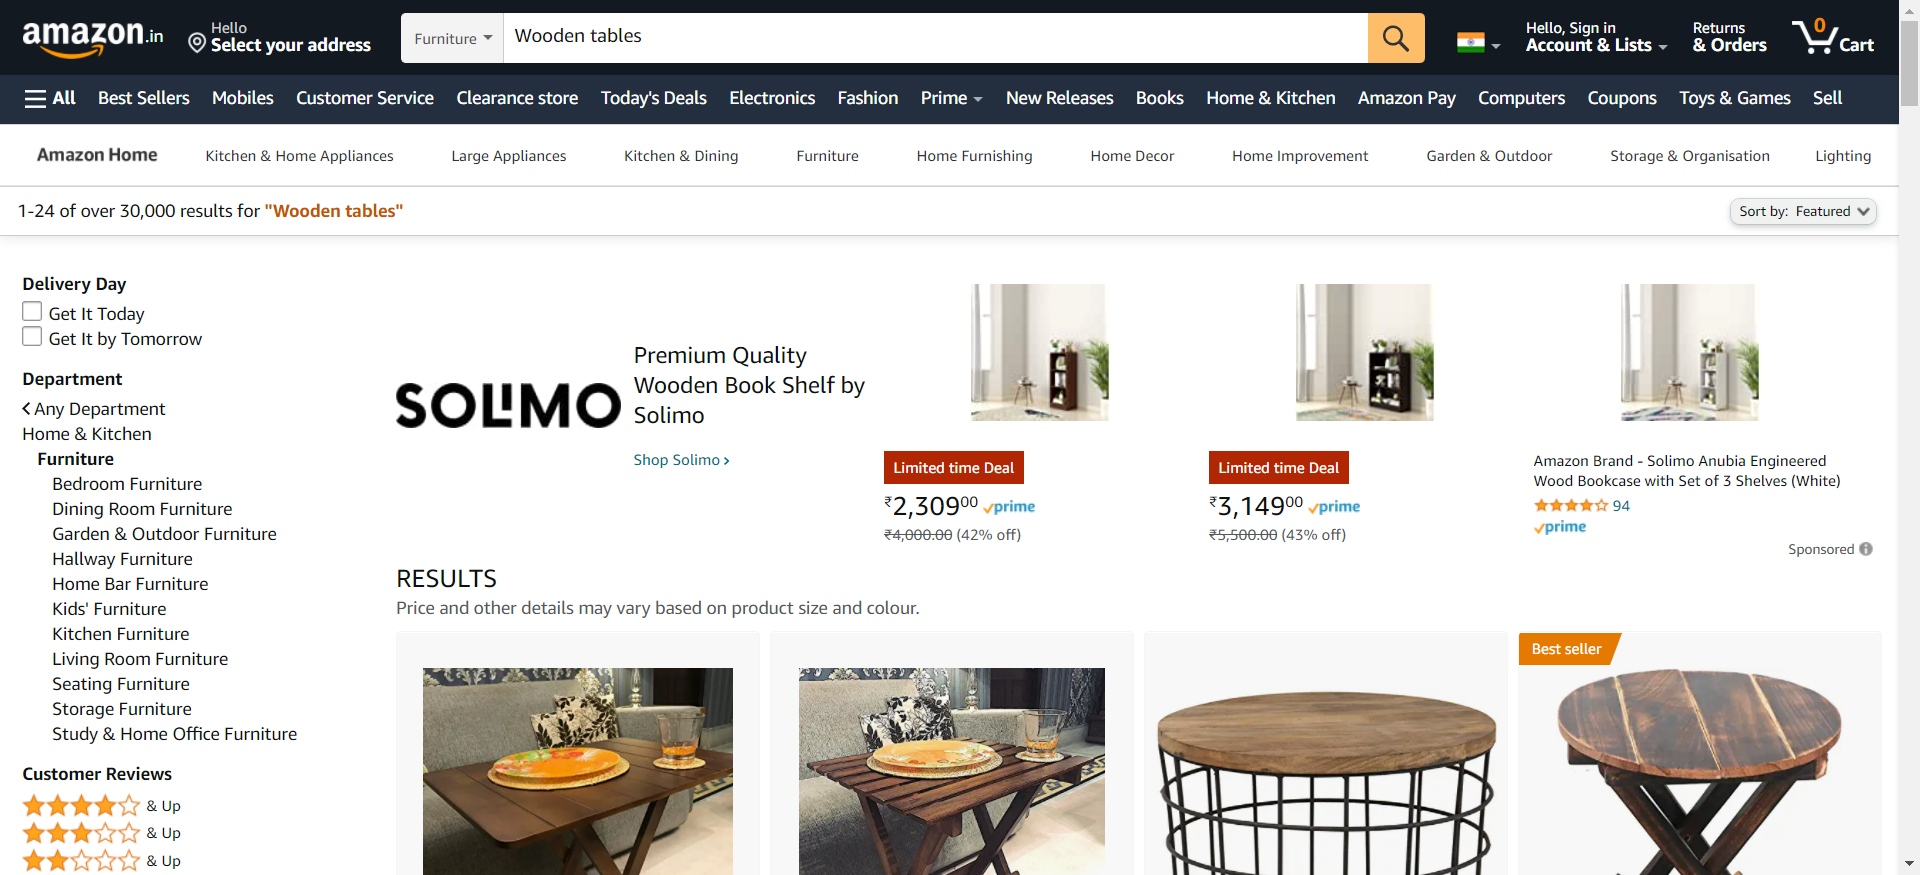 amazon.in
Hello
Select your address
Furniture
Wooden tables
Hello, Sign in
Account & Lists
Returns
& Orders
0
Cart
All
Best Sellers
Mobiles
Customer Service
Clearance store
Today's Deals
Electronics
Fashion
Prime
New Releases
Books
Home & Kitchen
Amazon Pay
Computers
Coupons
Toys & Games
Sell
Amazon Home
Kitchen & Home Appliances
Large Appliances
Kitchen & Dining
Furniture
Home Furnishing
Home Decor
Home Improvement
Garden & Outdoor
Storage & Organisation
Lighting
1-24 of over 30,000 results for "Wooden tables"
Sort by: Featured
Delivery Day
Get It Today
Get It by Tomorrow
Department
Any Department
Home & Kitchen
Furniture
Bedroom Furniture
Dining Room Furniture
Garden & Outdoor Furniture
Hallway Furniture
Home Bar Furniture
Kids' Furniture
Kitchen Furniture
Living Room Furniture
Seating Furniture
Storage Furniture
Study & Home Office Furniture
Customer Reviews
& Up
& Up
& Up
SOLIMO
Premium Quality
Wooden Book Shelf by
Solimo
Shop Solimo ›
Limited time Deal
₹2,30900 prime
₹4,000.00 (42% off)
Limited time Deal
₹3,14900 prime
₹5,500.00 (43% off)
Amazon Brand - Solimo Anubia Engineered
Wood Bookcase with Set of 3 Shelves (White)
94
prime
Sponsored
RESULTS
Price and other details may vary based on product size and colour.
Best seller